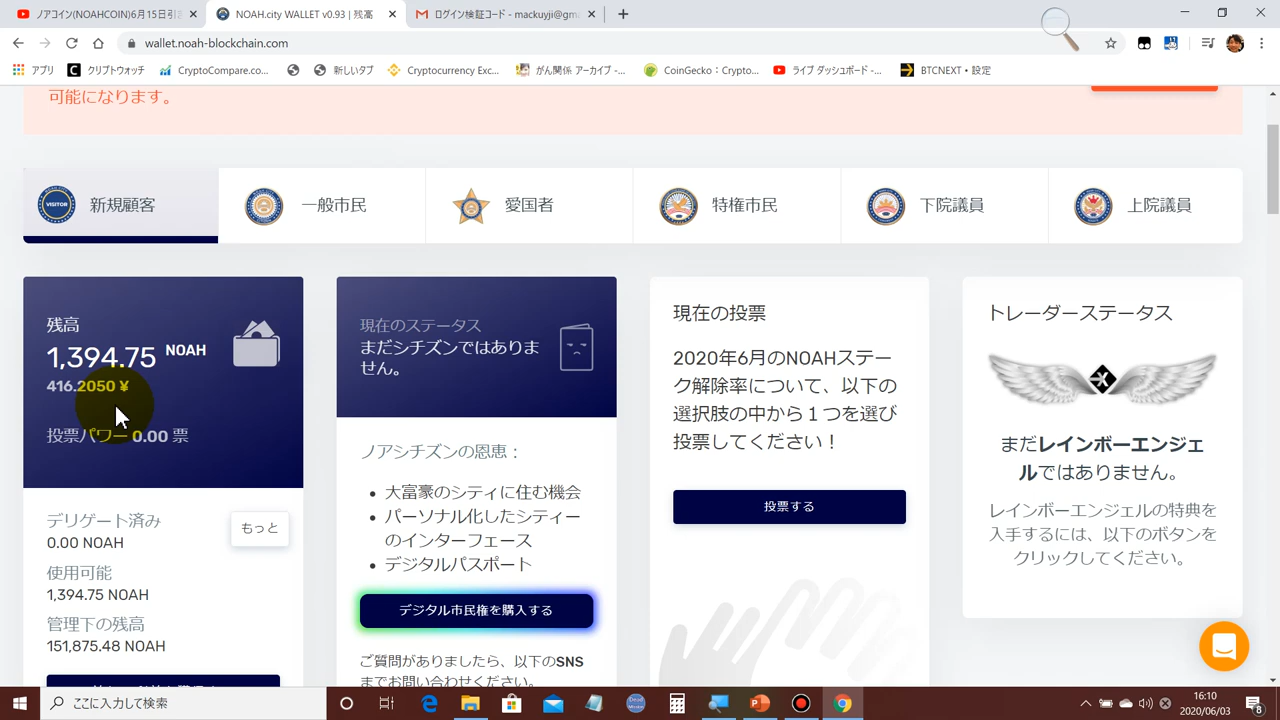 ノアコイン(NOAHCOIN)6月15日引き
NOAH.city WALLET v0.93 | 残高
ログイン検証コード - mackuyji@gm
wallet.noah-blockchain.com
アプリ
クリプトウォッチ
CryptoCompare.co...
新しいタブ
Cryptocurrency Exc...
がん関係 アーカイブ -...
CoinGecko：Crypto...
ライブ ダッシュボード -...
BTCNEXT • 設定
可能になります。
VISITOR
新規顧客
一般市民
愛国者
特権市民
下院議員
上院議員
残高
1,394.75 NOAH
416.2050 ¥
投票パワー 0.00 票
デリゲート済み
0.00 NOAH
もっと
使用可能
1,394.75 NOAH
管理下の残高
151,875.48 NOAH
現在のステータス
まだシチズンではありま
せん。
ノアシチズンの恩恵：
• 大富豪のシティに住む機会
• パーソナル化したシティー
のインターフェース
• デジタルパスポート
デジタル市民権を購入する
ご質問がありましたら、以下のSNS
までお問い合わせください。
現在の投票
2020年6月のNOAHステー
ク解除率について、以下の
選択肢の中から１つを選び
投票してください！
投票する
トレーダーステータス
まだレインボーエンジェ
ルではありません。
レインボーエンジェルの特典を
入手するには、以下のボタンを
クリックしてください。
ここに入力して検索
16:10
2020/06/03
8